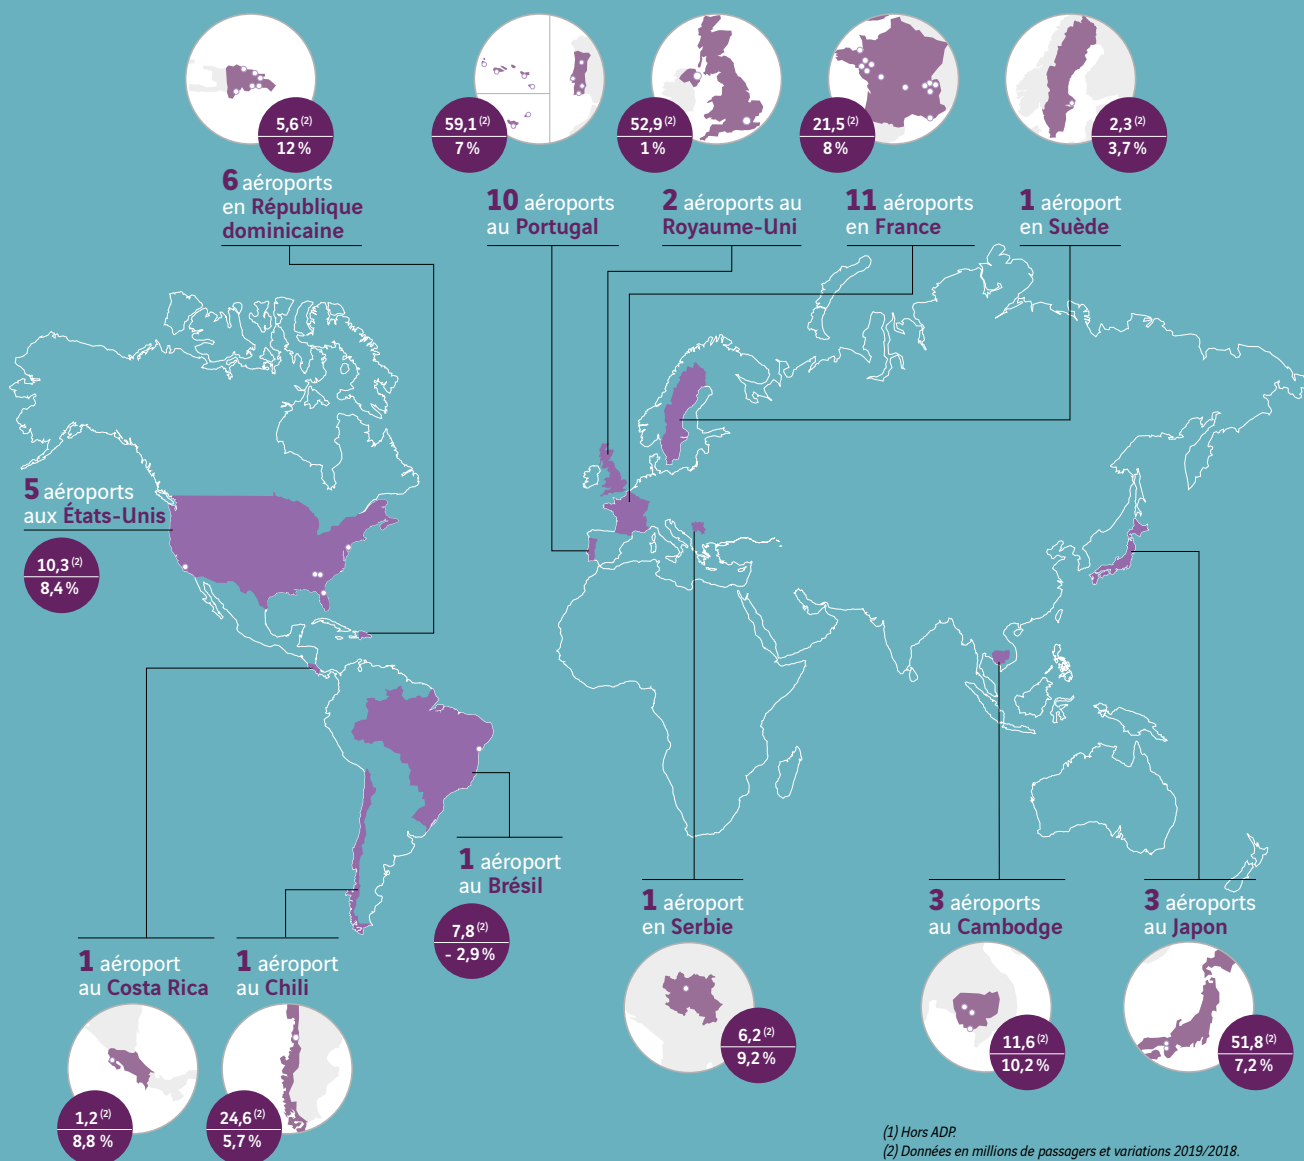 5,6 (2)
12 %
6 aéroports
en République
dominicaine
59,1 (2)
7 %
10 aéroports
au Portugal
52,9 (2)
1 %
2 aéroports au
Royaume-Uni
21,5 (2)
8 %
11 aéroports
en France
2,3 (2)
3,7 %
1 aéroport
en Suède
5 aéroports
aux États-Unis
10,3 (2)
8,4 %
1 aéroport
au Brésil
7,8 (2)
- 2,9 %
1 aéroport
au Costa Rica
1,2 (2)
8,8 %
1 aéroport
au Chili
24,6 (2)
5,7 %
1 aéroport
en Serbie
6,2 (2)
9,2 %
3 aéroports
au Cambodge
11,6 (2)
10,2 %
3 aéroports
au Japon
51,8 (2)
7,2 %
(1) Hors ADP.
(2) Données en millions de passagers et variations 2019/2018.